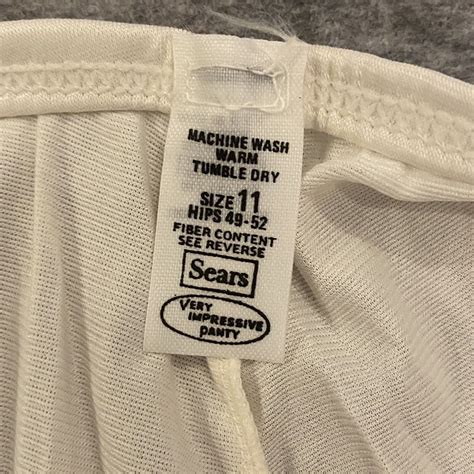 MACHINE WASH
WARM
TUMBLE DRY
SIZE 11
HIPS 49-52
FIBER CONTENT
SEE REVERSE
Sears
VERY
IMPRESSIVE
PANTY